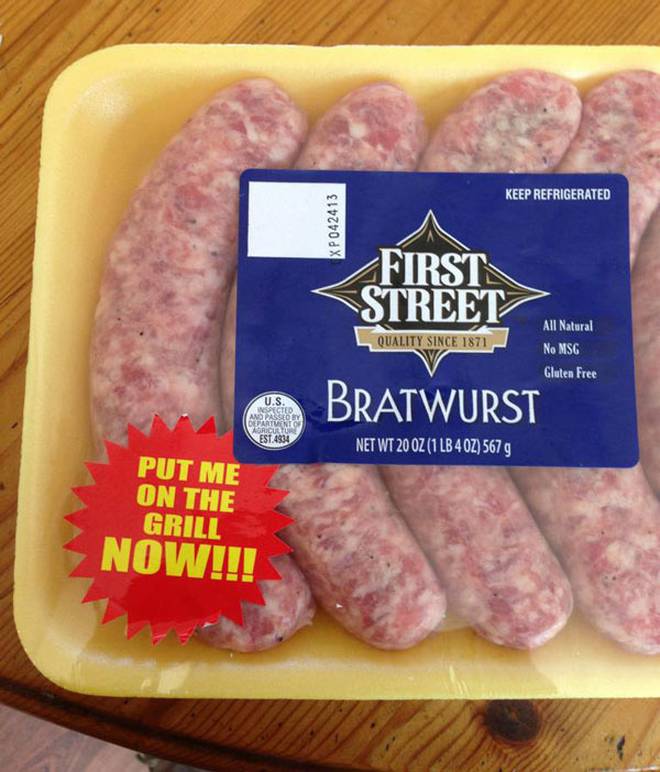 KEEP REFRIGERATED
XP042413
FIRST
STREET
QUALITY SINCE 1871
All Natural
No MSG
Gluten Free
BRATWURST
NET WT 20 OZ (1 LB 4 OZ) 567 g
U.S.
INSPECTED
AND PASSED BY
DEPARTMENT OF
AGRICULTURE
EST.4934
PUT ME
ON THE
GRILL
NOW!!!